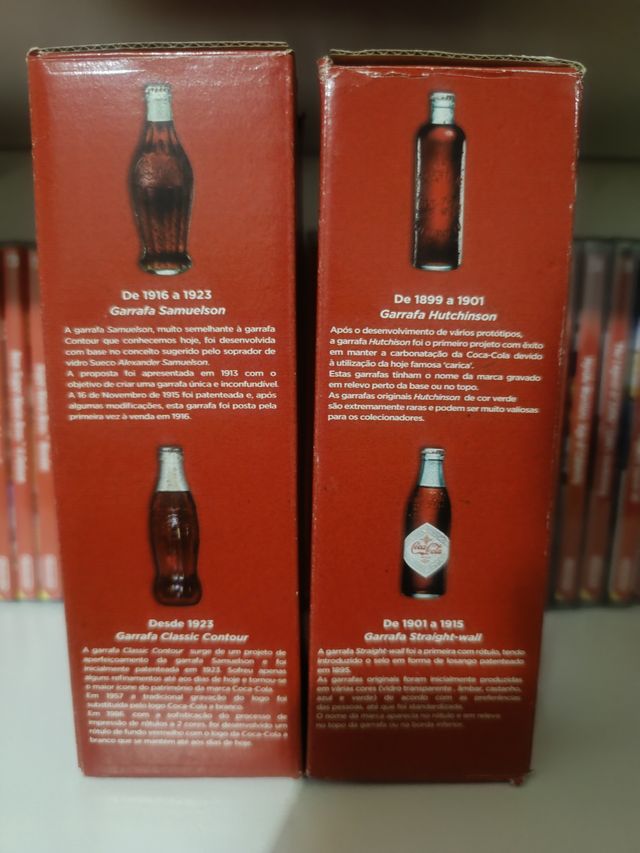 De 1916 a 1923
Garrafa Samuelson
A garrafa Samuelson, muito semelhante à garrafa
Contour que conhecemos hoje, foi desenvolvida
com base no conceito sugerido pelo soprador de
vidro Sueco Alexander Samuelson.
A proposta foi apresentada em 1913 com o
objetivo de criar uma garrafa única e inconfundível.
A 16 de Novembro de 1915 foi patenteada e, após
algumas modificações, esta garrafa foi posta pela
primeira vez à venda em 1916.
Desde 1923
Garrafa Classic Contour
A garrafa Classic Contour surge de um projeto de
aperfeiçoamento da garrafa Samuelson e foi
inicialmente patenteada em 1923. Sofreu apenas
alguns refinamentos até aos dias de hoje e tornou-se
o maior ícone do património da marca Coca-Cola.
Em 1957 a tradicional gravação do logo foi
substituída pelo logo Coca-Cola a branco.
Em 1986, com a sofisticação do processo de
impressão de rótulos a 2 cores, foi desenvolvido um
rótulo de fundo vermelho com o logo da Coca-Cola a
branco que se mantém até aos dias de hoje.
De 1899 a 1901
Garrafa Hutchinson
Após o desenvolvimento de vários protótipos,
a garrafa Hutchison foi o primeiro projeto com êxito
em manter a carbonatação da Coca-Cola devido
à utilização da hoje famosa 'carica'.
Estas garrafas tinham o nome da marca gravado
em relevo perto da base ou no topo.
As garrafas originais Hutchinson de cor verde
são extremamente raras e podem ser muito valiosas
para os colecionadores.
Coca-Cola
De 1901 a 1915
Garrafa Straight-wall
A garrafa Straight-wall foi a primeira com rótulo, tendo
introduzido o selo em forma de losango patenteado
em 1895.
As garrafas originais foram inicialmente produzidas
em várias cores (vidro transparente, âmbar, castanho,
azul e verde) de acordo com as preferências
das pessoas, até que foi standardizada.
O nome da marca aparecia no rótulo e em relevo
no topo da garrafa ou na borda inferior.